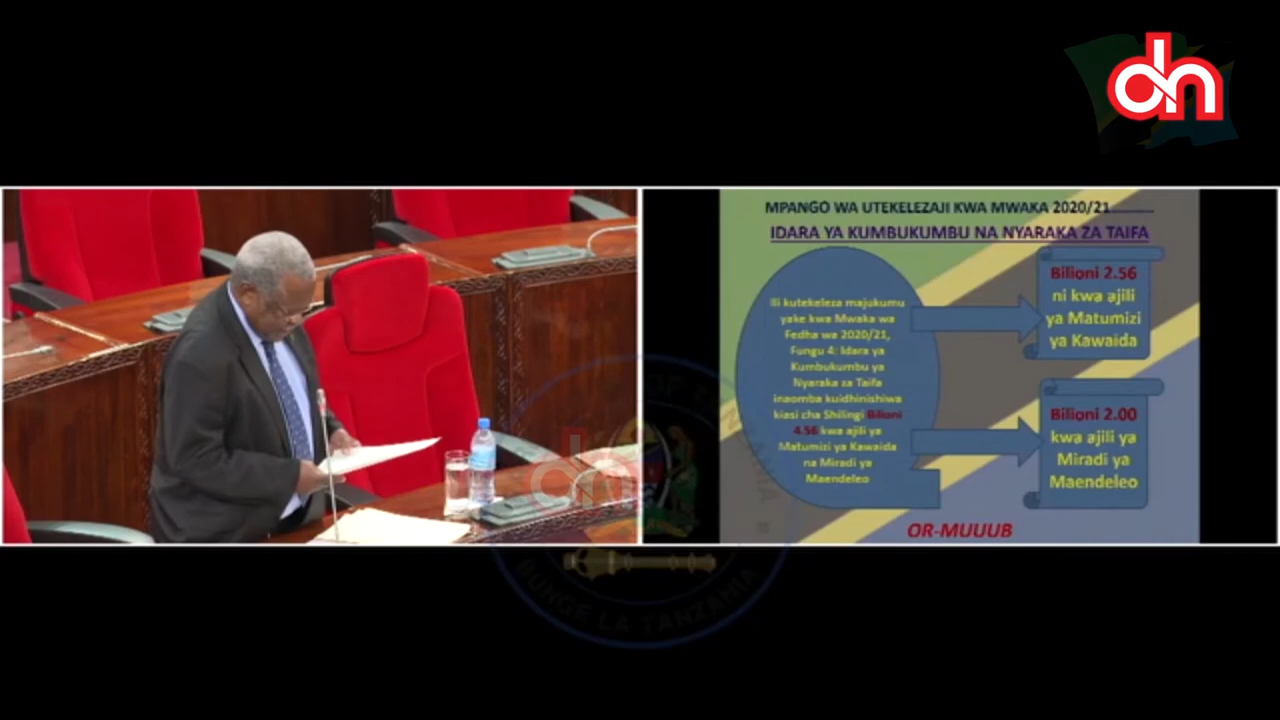 dn
MPANGO WA UTEKELEZAJI KWA MWAKA 2020/21..........
IDARA YA KUMBUKUMBU NA NYARAKA ZA TAIFA
Ili kutekeleza majukumu
yake kwa Mwaka wa
Fedha wa 2020/21,
Fungu 4: Idara ya
Kumbukumbu ya
Nyaraka za Taifa
inaomba kuidhinishiwa
kiasi cha Shilingi Bilioni
4.56 kwa ajili ya
Matumizi ya Kawaida
na Miradi ya
Maendeleo
Bilioni 2.56
ni kwa ajili
ya Matumizi
ya Kawaida
Bilioni 2.00
kwa ajili ya
Miradi ya
Maendeleo
OR-MUUUB
dn
BUNGE LA TANZANIA